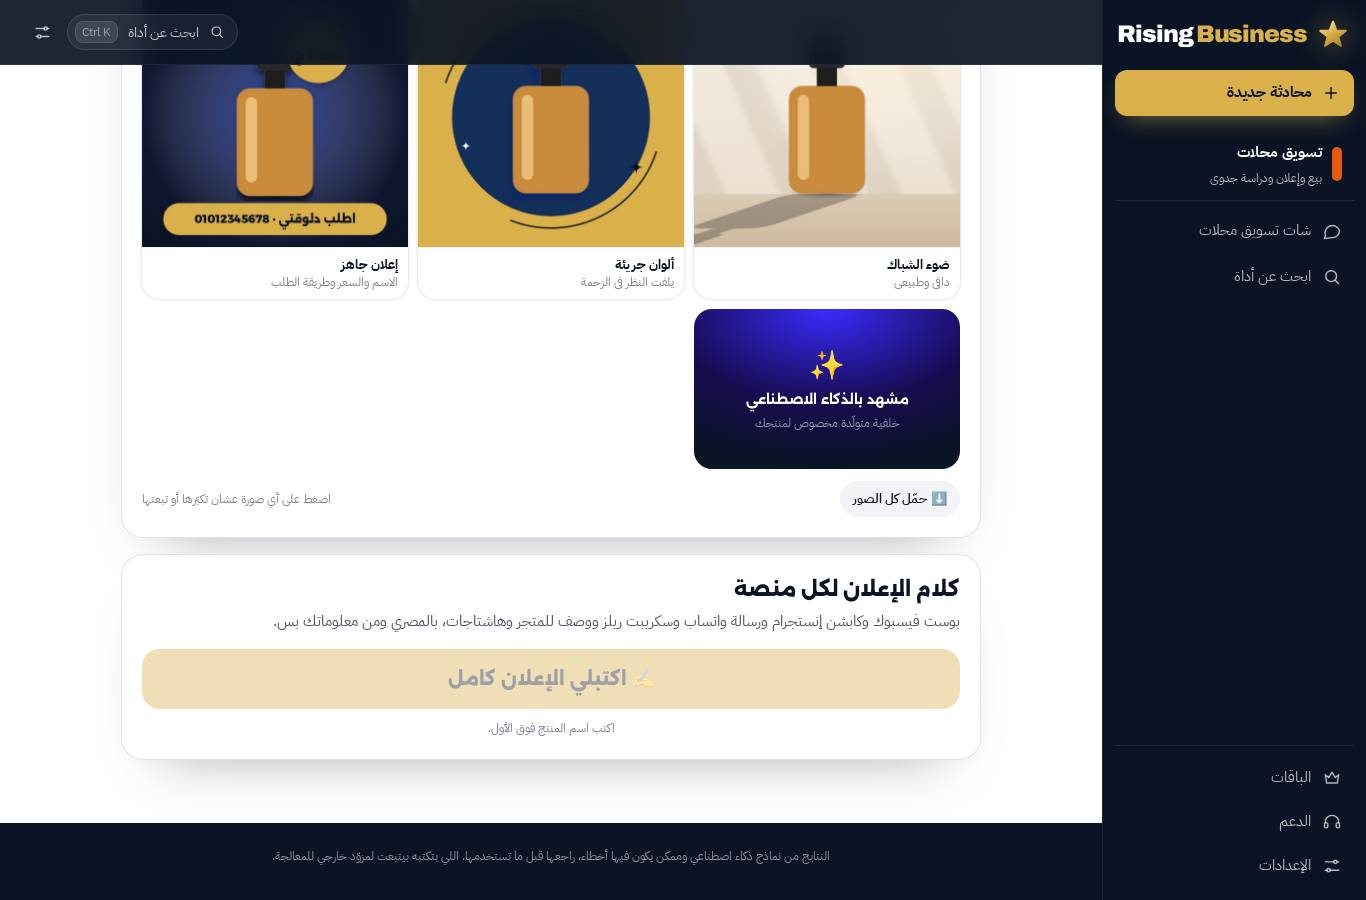 Rising Business
ابحث عن أداة
Ctrl K
محادثة جديدة
تسويق محلات
بيع وإعلان ودراسة جدوى
شات تسويق محلات
ابحث عن أداة
الباقات
الدعم
الإعدادات
ضوء الشباك
دافي وطبيعي
ألوان جريئة
يلفت النظر في الزحمة
اطلب دلوقتي · 01012345678
إعلان جاهز
الاسم والسعر وطريقة الطلب
مشهد بالذكاء الاصطناعي
خلفية متولّدة مخصوص لمنتجك
حمّل كل الصور
اضغط على أي صورة عشان تكبّرها أو تبعتها
كلام الإعلان لكل منصة
بوست فيسبوك وكابشن إنستجرام ورسالة واتساب وسكريبت ريلز ووصف للمتجر وهاشتاجات، بالمصري ومن معلوماتك بس.
اكتبلي الإعلان كامل
اكتب اسم المنتج فوق الأول.
النتايج من نماذج ذكاء اصطناعي وممكن يكون فيها أخطاء، راجعها قبل ما تستخدمها. اللي بتكتبه بيتبعت لمزوّد خارجي للمعالجة.